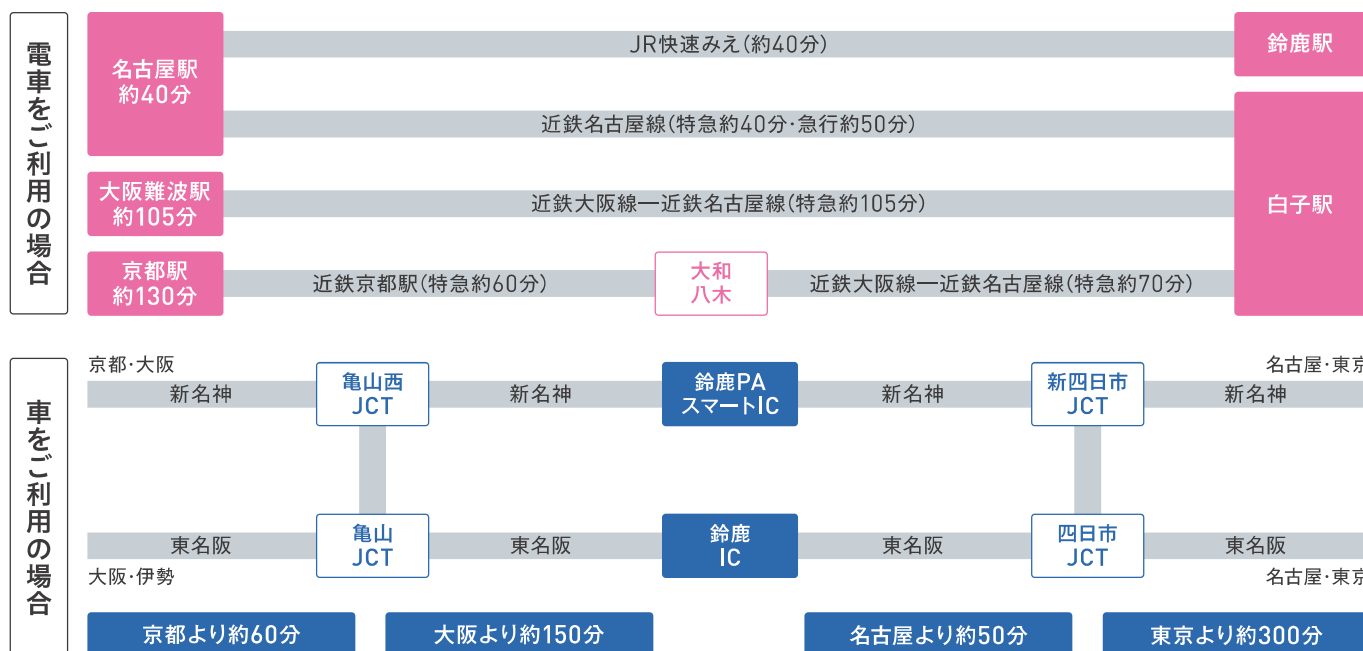 電車をご利用の場合
名古屋駅
約40分
JR快速みえ(約40分)
鈴鹿駅
近鉄名古屋線(特急約40分·急行約50分)
大阪難波駅
約105分
近鉄大阪線—近鉄名古屋線(特急約105分)
白子駅
京都駅
約130分
近鉄京都駅(特急約60分)
大和
八木
近鉄大阪線—近鉄名古屋線(特急約70分)
車をご利用の場合
京都·大阪
名古屋·東京
新名神
亀山西
JCT
新名神
鈴鹿PA
スマートIC
新名神
新四日市
JCT
新名神
東名阪
亀山
JCT
東名阪
鈴鹿
IC
東名阪
四日市
JCT
東名阪
大阪·伊勢
名古屋·東京
京都より約60分
大阪より約150分
名古屋より約50分
東京より約300分